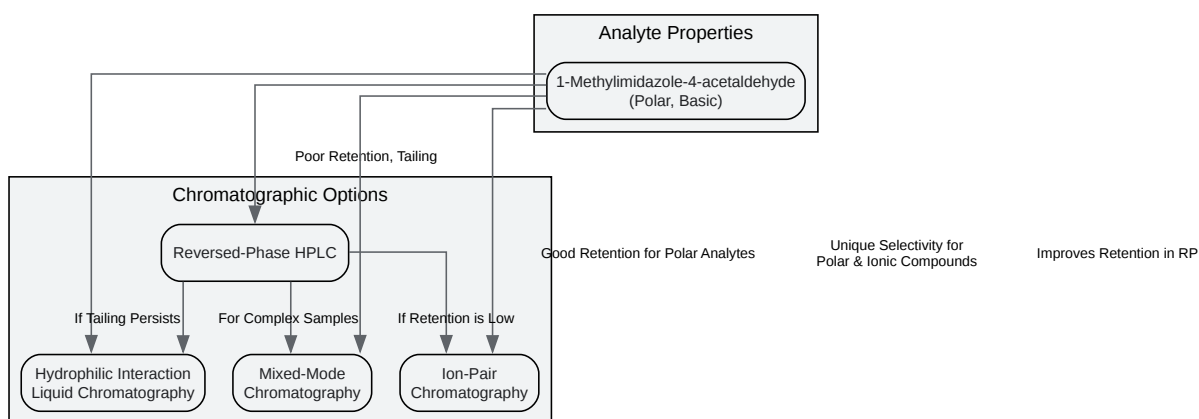 Analyte Properties
1-Methylimidazole-4-acetaldehyde
(Polar, Basic)
Poor Retention, Tailing
Chromatographic Options
Reversed-Phase HPLC
Good Retention for Polar Analytes
Unique Selectivity for
Polar & Ionic Compounds
Improves Retention in RP
If Tailing Persists
For Complex Samples
If Retention is Low
Hydrophilic Interaction
Liquid Chromatography
Mixed-Mode
Chromatography
Ion-Pair
Chromatography